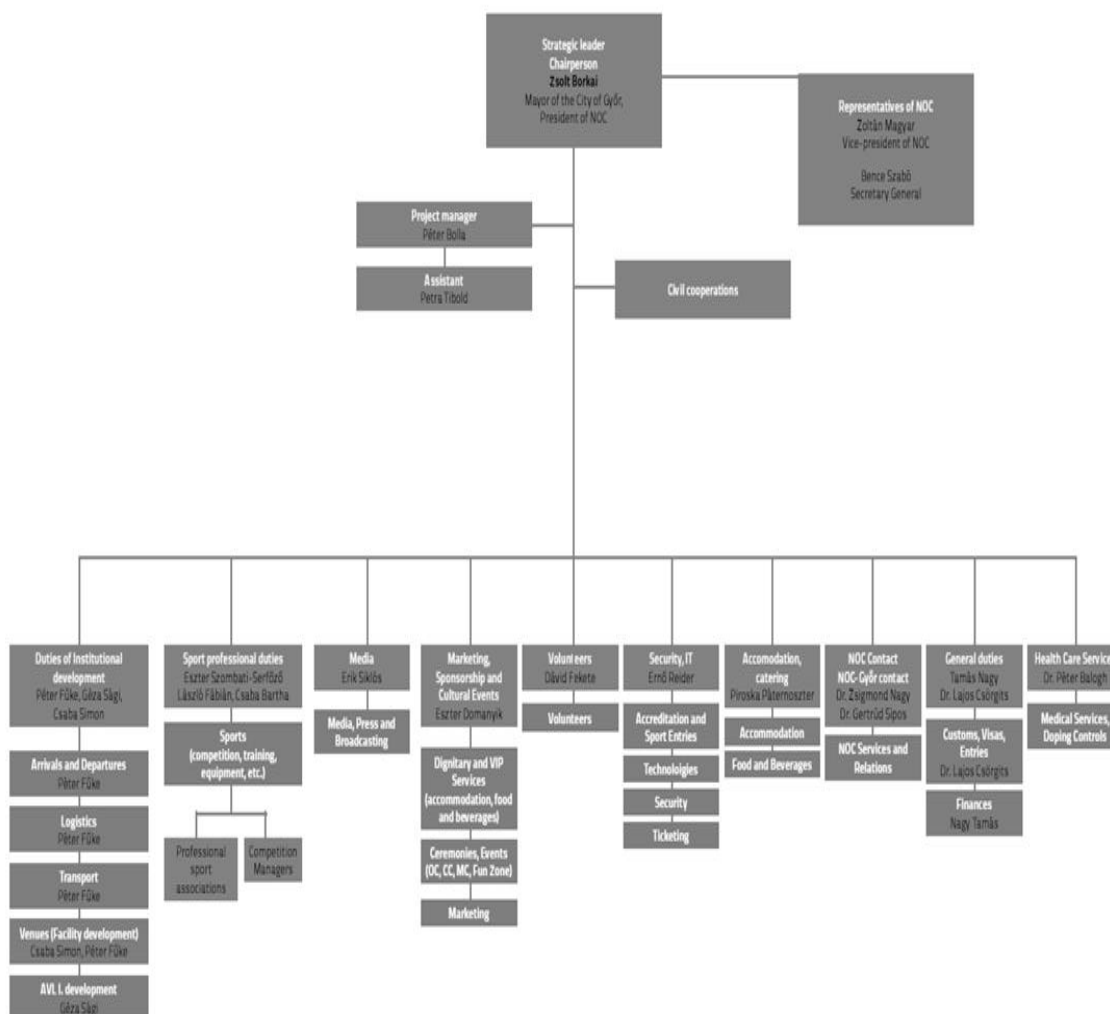 Strategic leader
Chairperson
Zsolt Borkai
Mayor of the City of Győr,
President of NOC
Representatives of NOC
Zoltán Magyar
Vice-president of NOC
Bence Szabó
Secretary General
Project manager
Péter Bolla
Assistant
Petra Tibold
Civil cooperations
Duties of Institutional
development
Péter Fűke, Géza Sági,
Csaba Simon
Arrivals and Departures
Péter Fűke
Logistics
Péter Fűke
Transport
Péter Fűke
Venues (Facility development)
Csaba Simon, Péter Fűke
AVI. I. development
Géza Sági
Sport professional duties
Eszter Szombati-Serfőző
László Fábián, Csaba Bartha
Sports
(competition, training,
equipment, etc.)
Professional
sport
associations
Competition
Managers
Media
Erik Siklós
Media, Press and
Broadcasting
Marketing,
Sponsorship and
Cultural Events
Eszter Domanyik
Dignitary and VIP
Services
(accommodation, food
and beverages)
Ceremonies, Events
(OC, CC, MC, Fun Zone)
Marketing
Volunteers
Dávid Fekete
Volunteers
Security, IT
Ernő Reider
Accreditation and
Sport Entries
Technoloigies
Security
Ticketing
Accomodation,
catering
Piroska Páternoszter
Accommodation
Food and Beverages
NOC Contact
NOC-Győr contact
Dr. Zsigmond Nagy
Dr. Gertrúd Sipos
NOC Services and
Relations
General duties
Tamás Nagy
Dr. Lajos Csörgits
Customs, Visas,
Entries
Dr. Lajos Csörgits
Finances
Nagy Tamás
Health Care Service
Dr. Péter Balogh
Medical Services,
Doping Controls